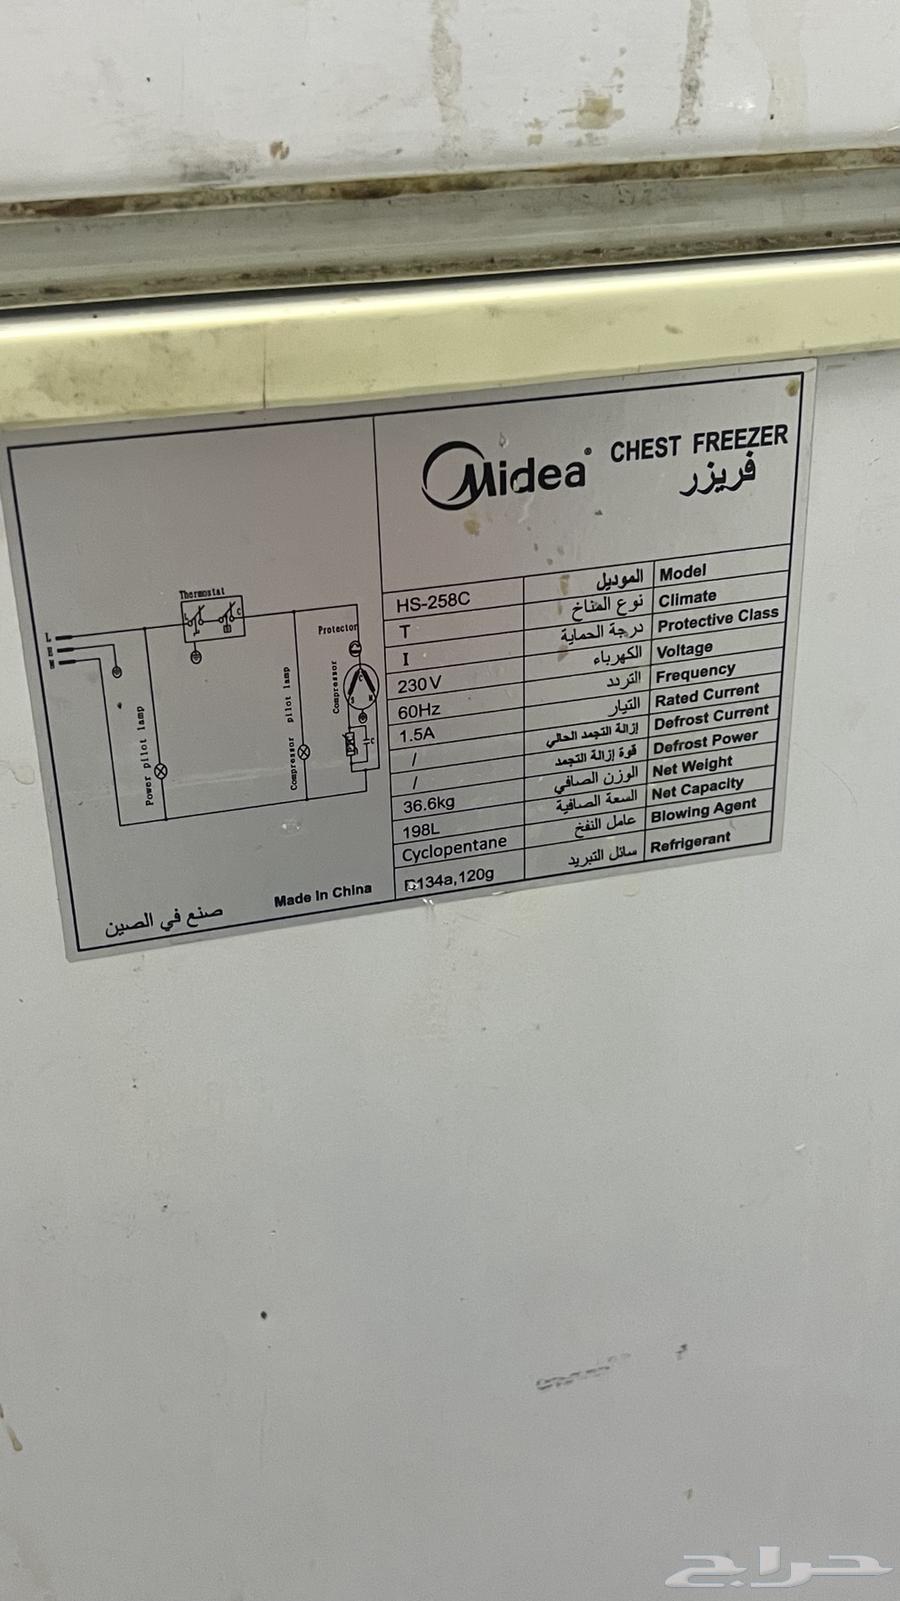 Midea® CHEST FREEZER
فريزر
HS-258C الموديل Model
T نوع المناخ Climate
I درجة الحماية Protective Class
230V الكهرباء Voltage
60Hz التردد Frequency
1.5A التيار Rated Current
/ إزالة التجمد الحالي Defrost Current
/ قوة إزالة التجمد Defrost Power
36.6kg الوزن الصافي Net Weight
198L السعة الصافية Net Capacity
Cyclopentane عامل النفخ Blowing Agent
R134a,120g سائل التبريد Refrigerant
Thermostat
L
C
Protector
Compressor
Compressor pilot lamp
Power pilot lamp
صنع في الصين Made In China
حراج